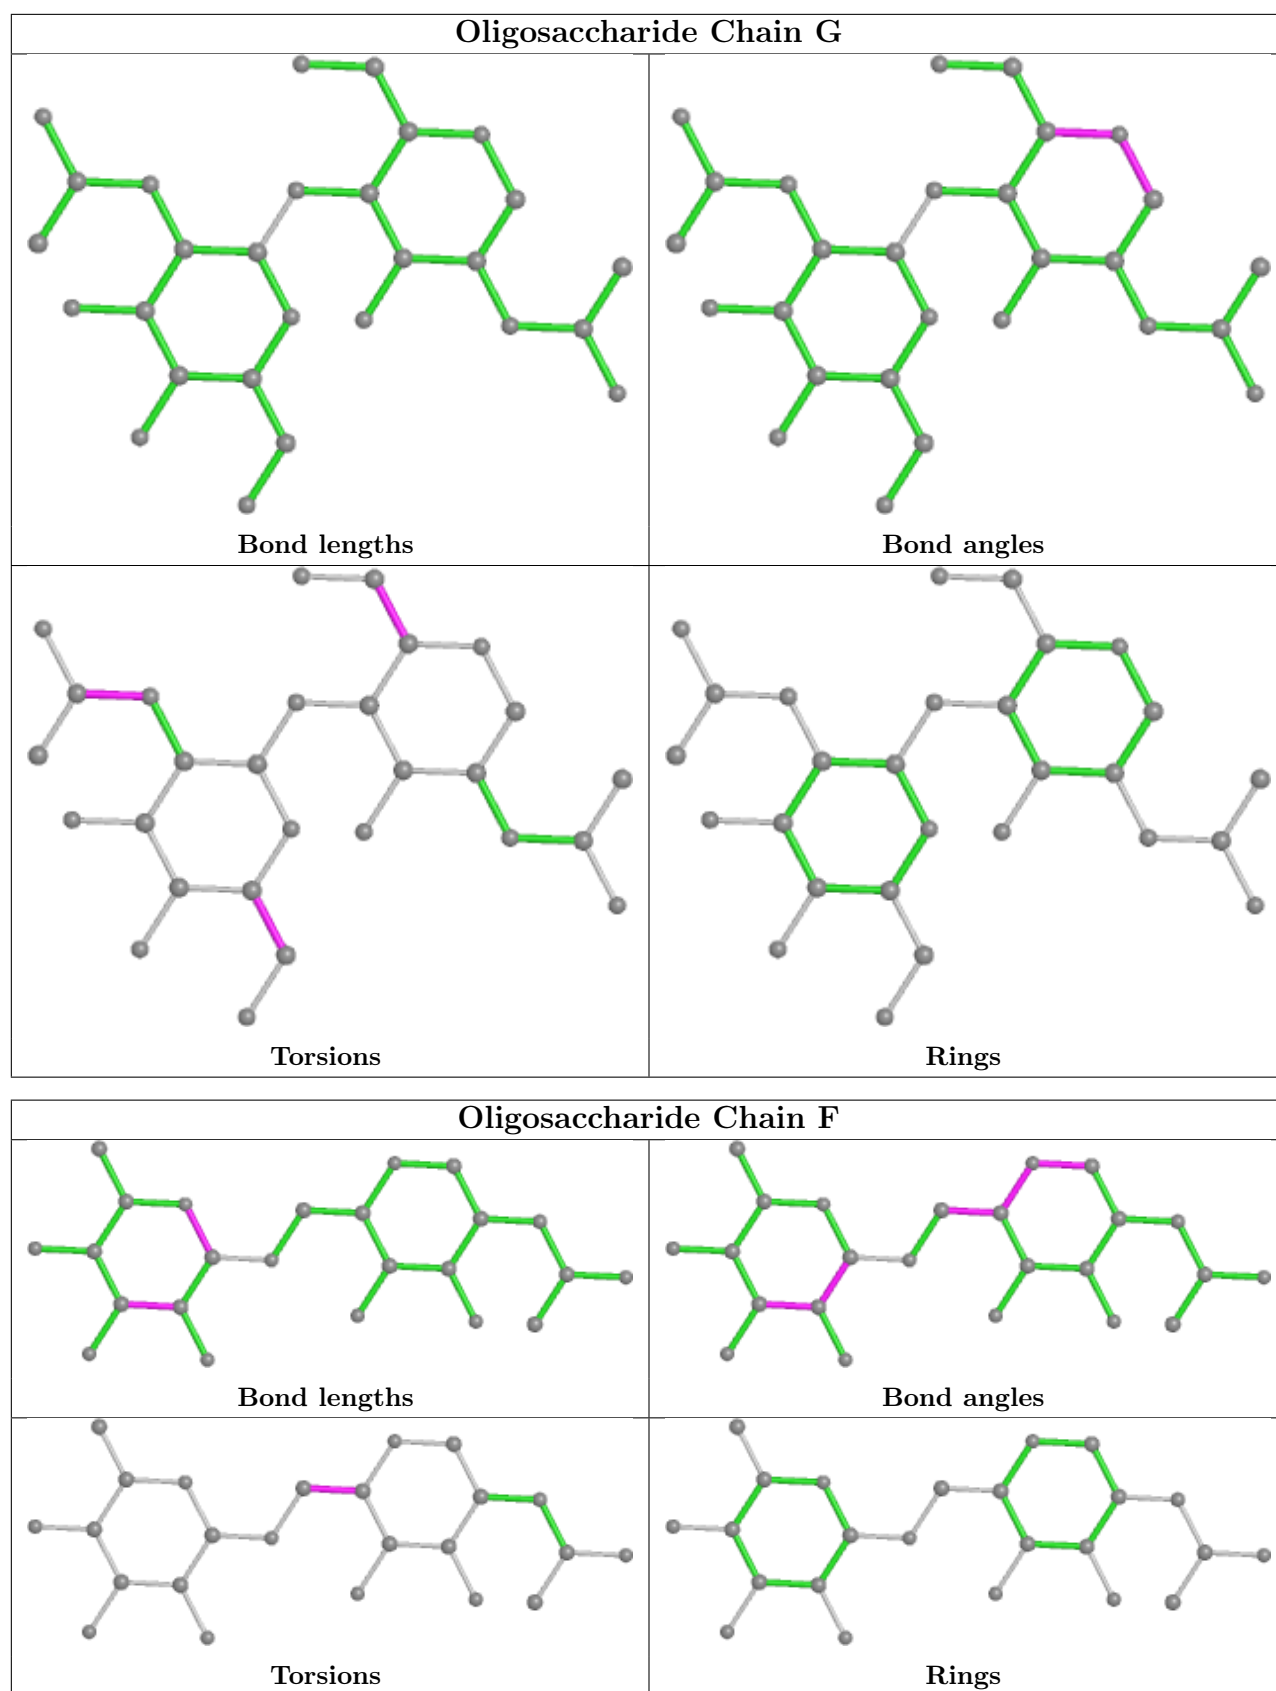 Oligosaccharide Chain G
Bond lengths
Bond angles
Torsions
Rings
Oligosaccharide Chain F
Bond lengths
Bond angles
Torsions
Rings